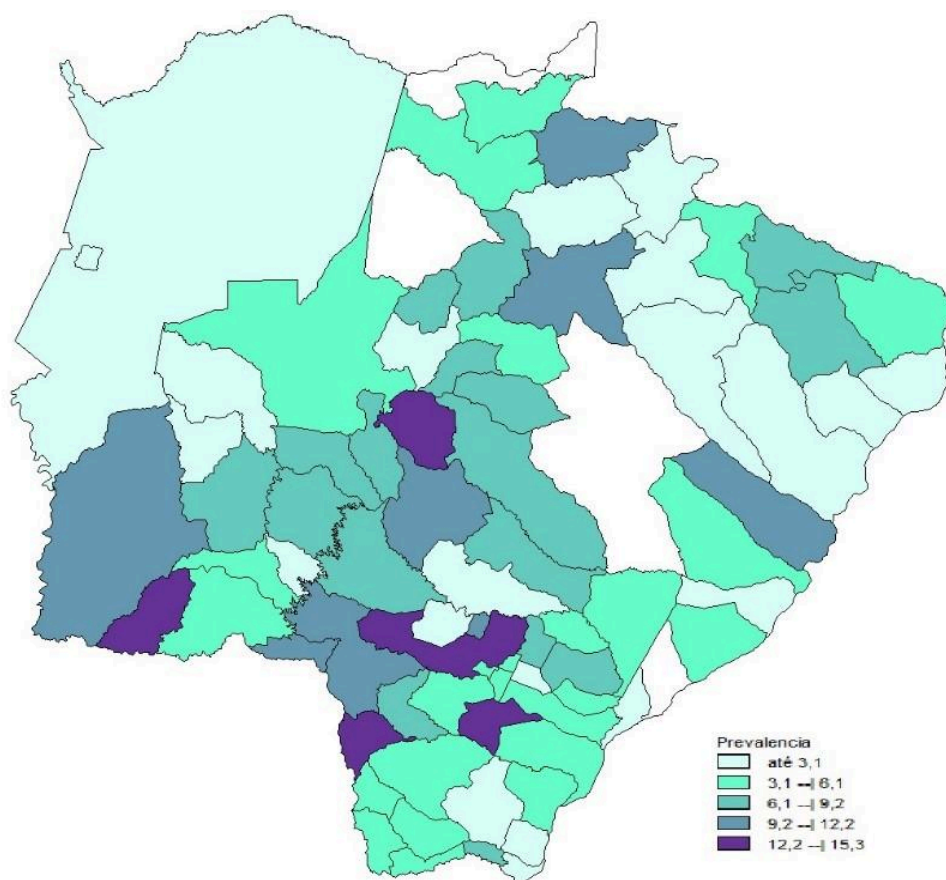 Prevalencia
até 3,1
3,1 --| 6,1
6,1 --| 9,2
9,2 --| 12,2
12,2 --| 15,3